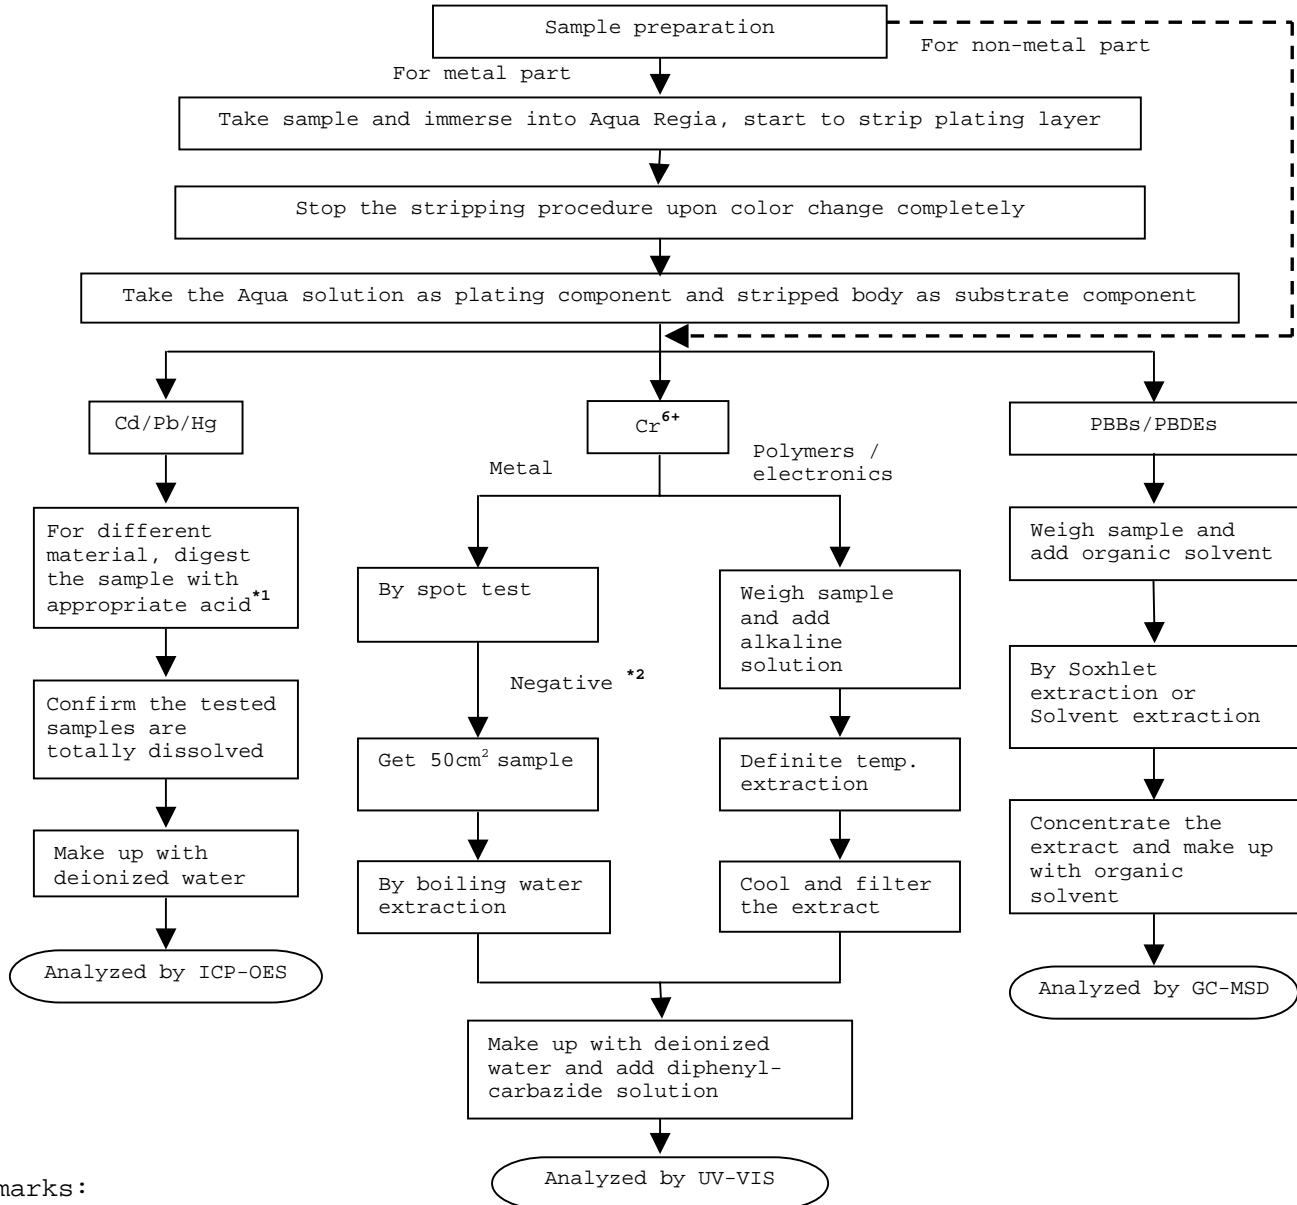 Sample preparation
For non-metal part
For metal part
Take sample and immerse into Aqua Regia, start to strip plating layer
Stop the stripping procedure upon color change completely
Take the Aqua solution as plating component and stripped body as substrate component
Cd/Pb/Hg
Cr6+
PBBs/PBDEs
Metal
Polymers /
electronics
For different
material, digest
the sample with
appropriate acid*1
By spot test
Weigh sample
and add
alkaline
solution
Weigh sample and
add organic solvent
Negative *2
Confirm the tested
samples are
totally dissolved
Get 50cm² sample
Definite temp.
extraction
By Soxhlet
extraction or
Solvent extraction
Make up with
deionized water
By boiling water
extraction
Cool and filter
the extract
Concentrate the
extract and make up
with organic
solvent
Analyzed by ICP-OES
Analyzed by GC-MSD
Make up with deionized
water and add diphenyl-
carbazide solution
Analyzed by UV-VIS
marks: